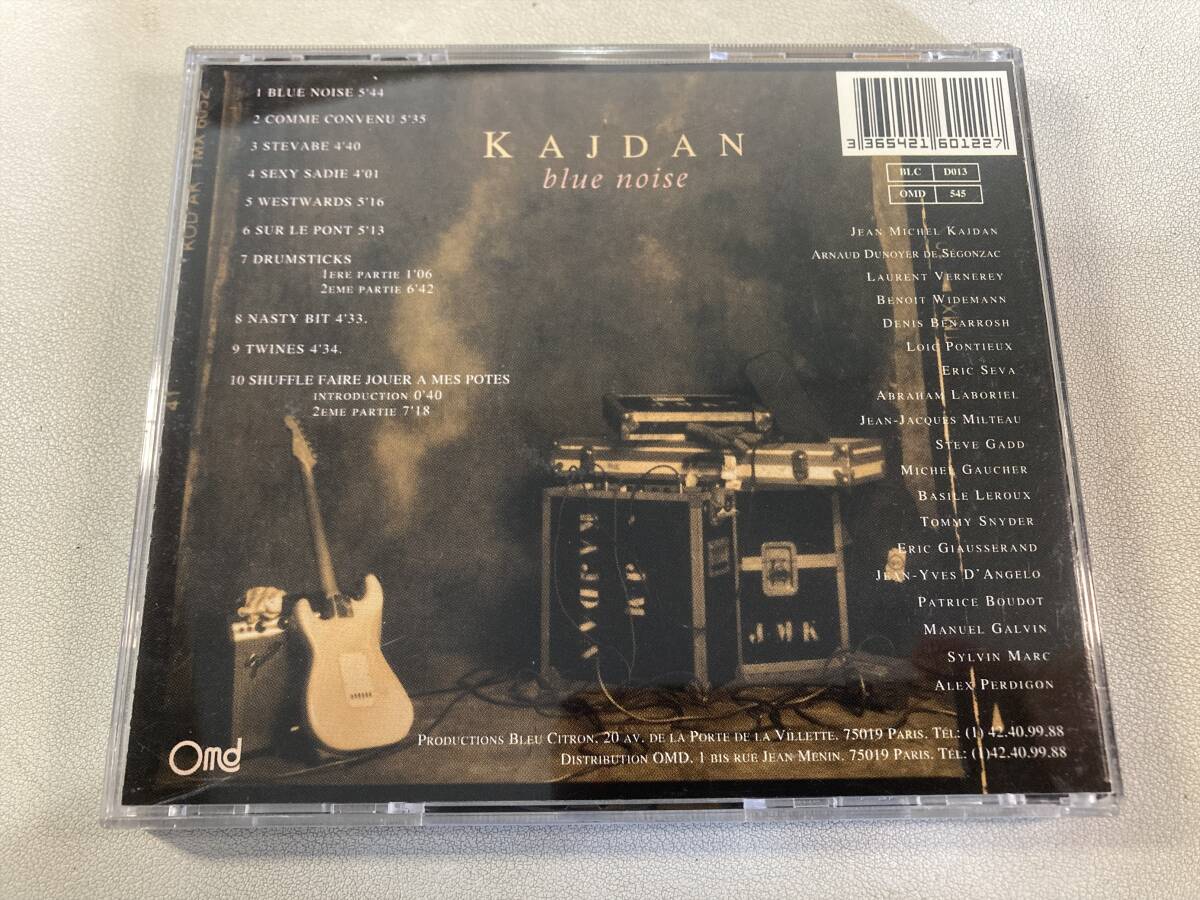 KODAK TMX 6052
1 BLUE NOISE 5'44
2 COMME CONVENU 5'35
3 STEVABE 4'40
4 SEXY SADIE 4'01
5 WESTWARDS 5'16
6 SUR LE PONT 5'13
7 DRUMSTICKS
1ERE PARTIE 1'06
2EME PARTIE 6'42
8 NASTY BIT 4'33.
9 TWINES 4'34.
10 SHUFFLE FAIRE JOUER A MES POTES
INTRODUCTION 0'40
2EME PARTIE 7'18
KAJDAN
blue noise
3 365421 601227
BLC D013
OMD 545
JEAN MICHEL KAJDAN
ARNAUD DUNOYER DE SÉGONZAC
LAURENT VERNEREY
BENOIT WIDEMANN
DENIS BENARROSH
LOIC PONTIEUX
ERIC SEVA
ABRAHAM LABORIEL
JEAN-JACQUES MILTEAU
STEVE GADD
MICHEL GAUCHER
BASILE LEROUX
TOMMY SNYDER
ERIC GIAUSSERAND
JEAN-YVES D'ANGELO
PATRICE BOUDOT
MANUEL GALVIN
SYLVIN MARC
ALEX PERDIGON
KAJDAN
J.M K
Omd
PRODUCTIONS BLEU CITRON, 20 AV. DE LA PORTE DE LA VILLETTE. 75019 PARIS. TÉL: (1) 42.40.99.88
DISTRIBUTION OMD, 1 BIS RUE JEAN MENIN, 75019 PARIS. TÉL: (1)42.40.99.88